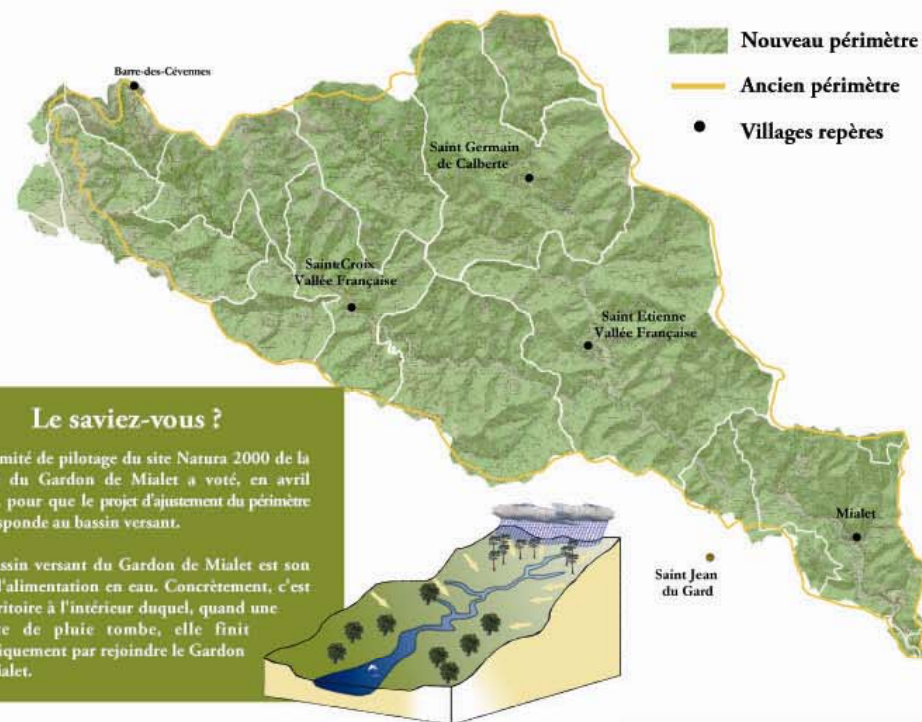 Nouveau périmètre
Ancien périmètre
Villages repères
Barre-des-Cévennes
Saint Germain
de Calberte
Saint Croix
Vallée Française
Saint Etienne
Vallée Française
Mialet
Saint Jean
du Gard
Le saviez-vous ?
mité de pilotage du site Natura 2000 de la
du Gardon de Mialet a voté, en avril
pour que le projet d'ajustement du périmètre
sponde au bassin versant.
ssin versant du Gardon de Mialet est son
d'alimentation en eau. Concrètement, c'est
ritoire à l'intérieur duquel, quand une
te de pluie tombe, elle finit
iquement par rejoindre le Gardon
ialet.